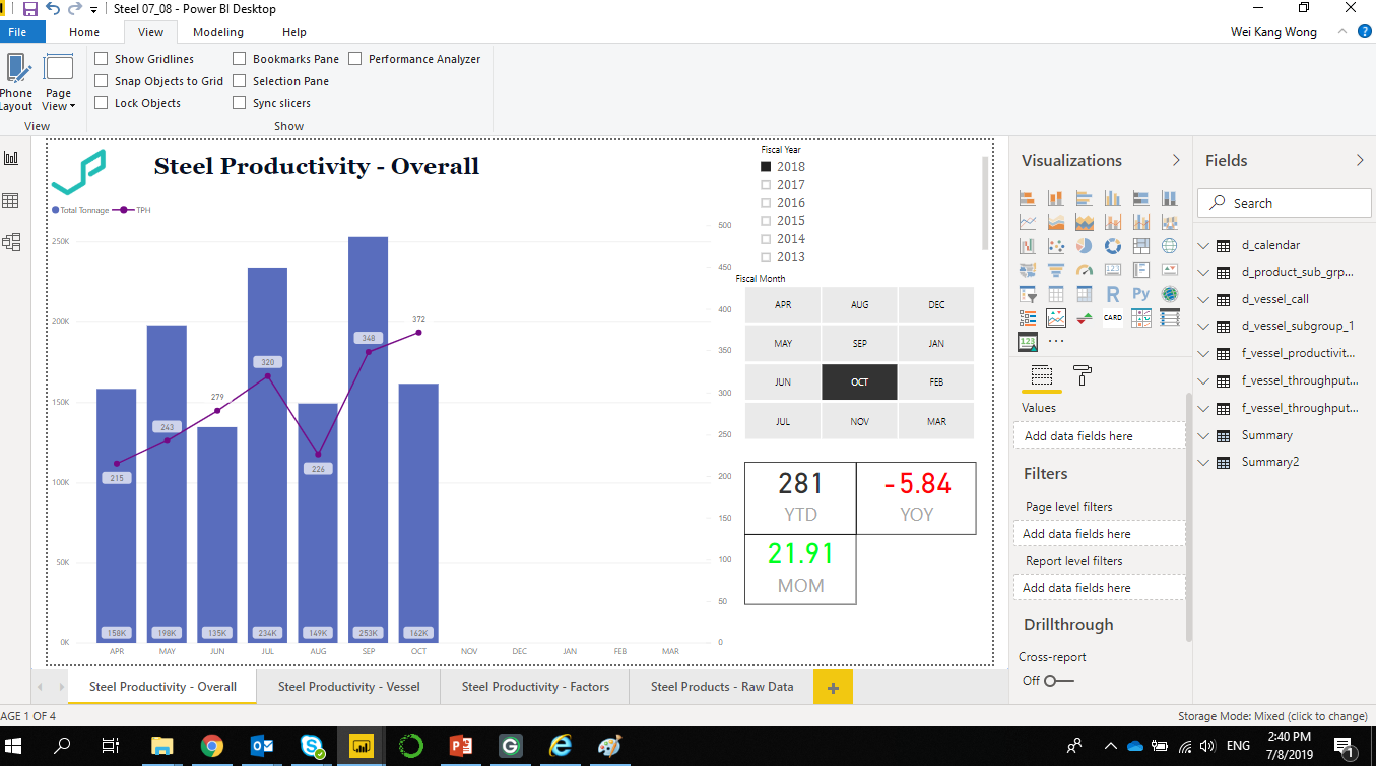 Steel 07_08 - Power BI Desktop
File Home View Modeling Help
Wei Kang Wong
Show Gridlines
Snap Objects to Grid
Lock Objects
Bookmarks Pane
Selection Pane
Sync slicers
Performance Analyzer
Phone
Layout
Page
View
View
Show
Steel Productivity - Overall
Total Tonnage TPH
250K
200K
150K
100K
50K
0K
500
450
400
350
300
250
200
150
100
50
0
215
243
279
320
226
348
372
158K 198K 135K 234K 149K 253K 162K
APR MAY JUN JUL AUG SEP OCT NOV DEC JAN FEB MAR
Fiscal Year
2018
2017
2016
2015
2014
2013
Fiscal Month
APR AUG DEC
MAY SEP JAN
JUN OCT FEB
JUL NOV MAR
281
YTD
-5.84
YOY
21.91
MOM
Visualizations
123
R Py
CARD
123
...
Values
Add data fields here
Filters
Page level filters
Add data fields here
Report level filters
Add data fields here
Drillthrough
Cross-report
Off
Fields
Search
d_calendar
d_product_sub_grp...
d_vessel_call
d_vessel_subgroup_1
f_vessel_productivit...
f_vessel_throughput...
f_vessel_throughput...
Summary
Summary2
Steel Productivity - Overall
Steel Productivity - Vessel
Steel Productivity - Factors
Steel Products - Raw Data
AGE 1 OF 4
Storage Mode: Mixed (click to change)
ENG
2:40 PM
7/8/2019
1